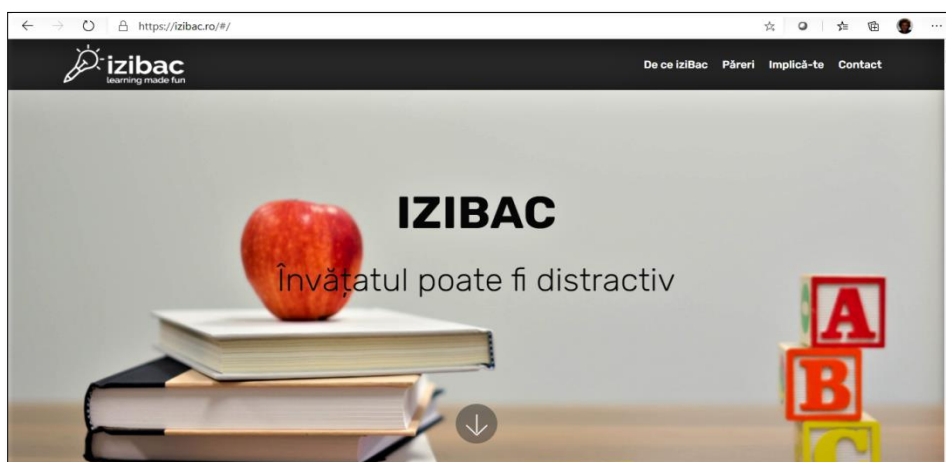 https://izibac.ro/#/
izibac
learning made fun
De ce iziBac Păreri Implică-te Contact
IZIBAC
Învățatul poate fi distractiv
A
B
C